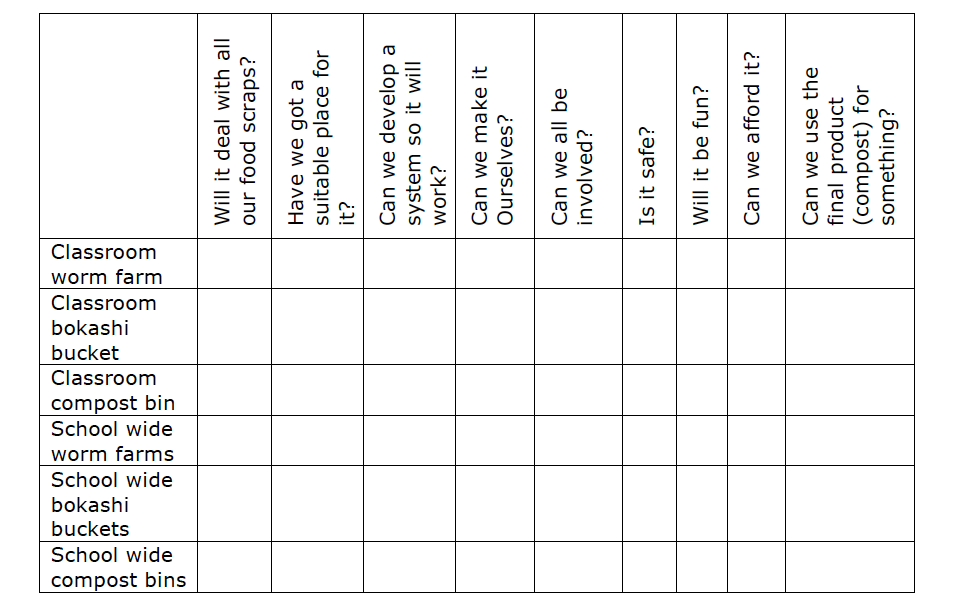 Will it deal with all
our food scraps?
Have we got a
suitable place for
it?
Can we develop a
system so it will
work?
Can we make it
Ourselves?
Can we all be
involved?
Is it safe?
Will it be fun?
Can we afford it?
Can we use the
final product
(compost) for
something?
Classroom
worm farm
Classroom
bokashi
bucket
Classroom
compost bin
School wide
worm farms
School wide
bokashi
buckets
School wide
compost bins